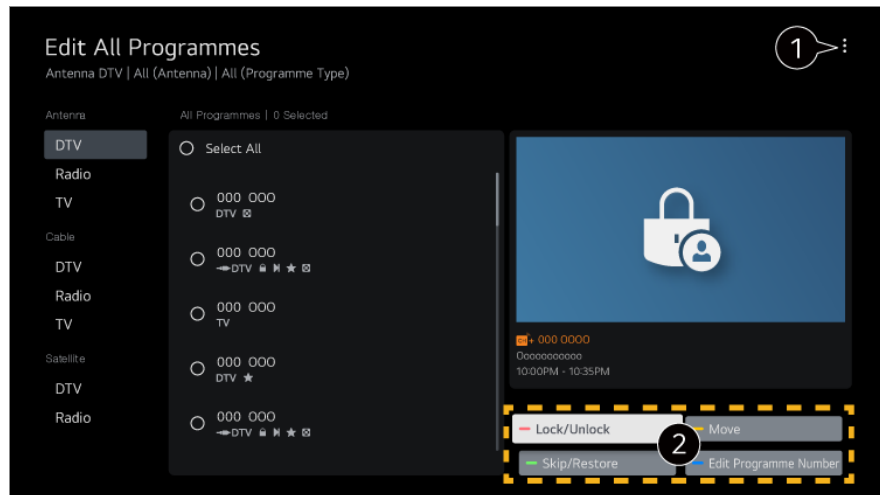 Edit All Programmes
Antenna DTV | All (Antenna) | All (Programme Type)
1
Antenna
DTV
Radio
TV
Cable
DTV
Radio
TV
Satellite
DTV
Radio
All Programmes | 0 Selected
Select All
000 000
DTV
000 000
DTV
000 000
TV
000 000
DTV
000 000
DTV
+ 000 0000
Ooooooooooo
10:00PM - 10:35PM
Lock/Unlock
Move
2
Skip/Restore
Edit Programme Number